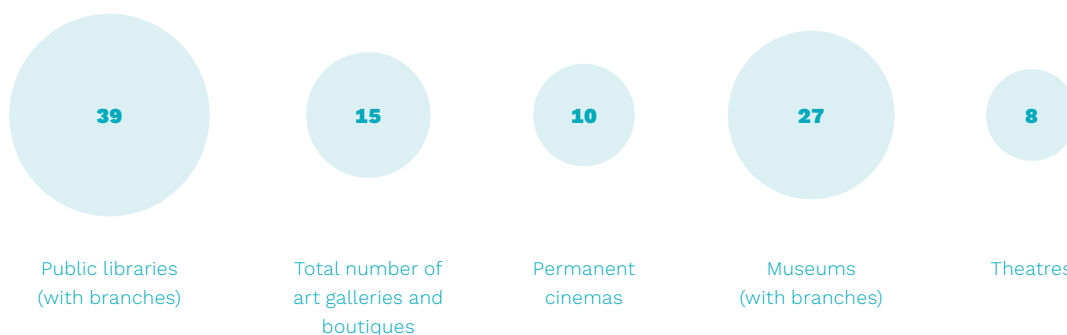 39
15
10
27
8
Public libraries
(with branches)
Total number of
art galleries and
boutiques
Permanent
cinemas
Museums
(with branches)
Theatres